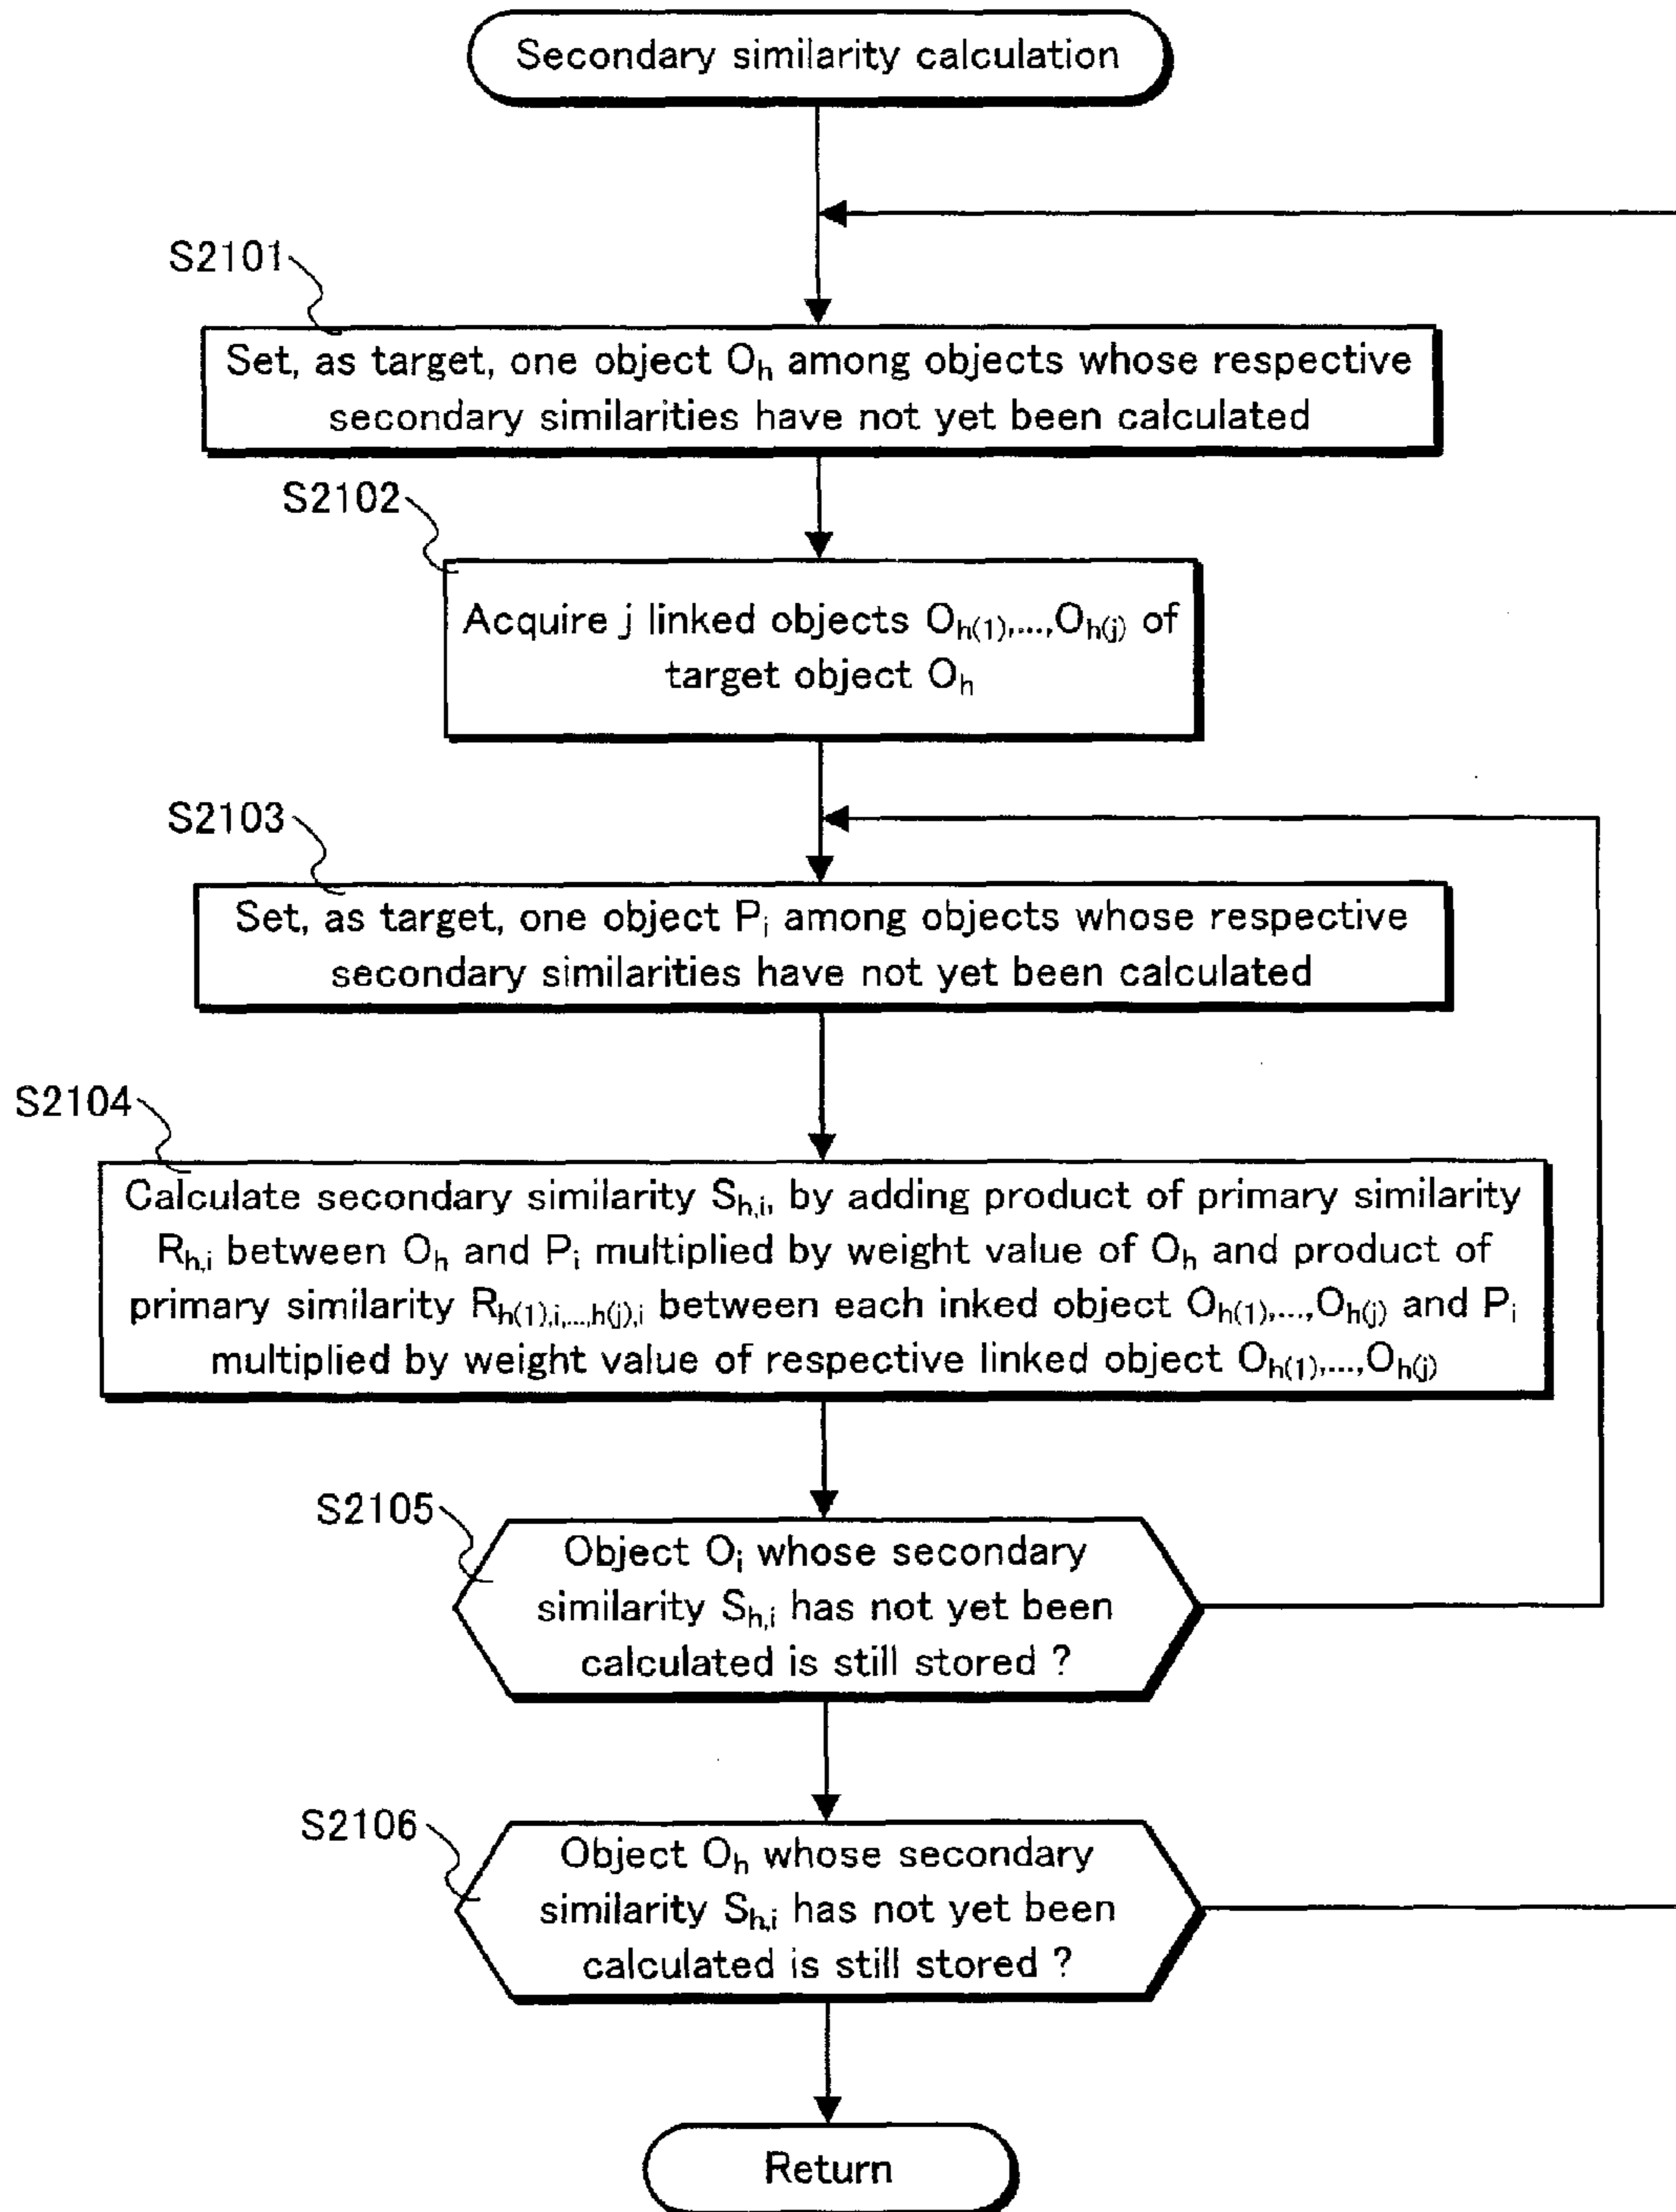 Secondary similarity calculation
S2101
Set, as target, one object Oₕ among objects whose respective
secondary similarities have not yet been calculated
S2102
Acquire j linked objects Oₕ₍₁₎,...,Oₕ₍ⱼ₎ of
target object Oₕ
S2103
Set, as target, one object Pᵢ among objects whose respective
secondary similarities have not yet been calculated
S2104
Calculate secondary similarity Sₕ,ᵢ, by adding product of primary similarity
Rₕ,ᵢ between Oₕ and Pᵢ multiplied by weight value of Oₕ and product of
primary similarity Rₕ₍₁₎,ᵢ,...,ₕ₍ⱼ₎,ᵢ between each inked object Oₕ₍₁₎,...,Oₕ₍ⱼ₎ and Pᵢ
multiplied by weight value of respective linked object Oₕ₍₁₎,...,Oₕ₍ⱼ₎
S2105
Object Oᵢ whose secondary
similarity Sₕ,ᵢ has not yet been
calculated is still stored ?
S2106
Object Oₕ whose secondary
similarity Sₕ,ᵢ has not yet been
calculated is still stored ?
Return